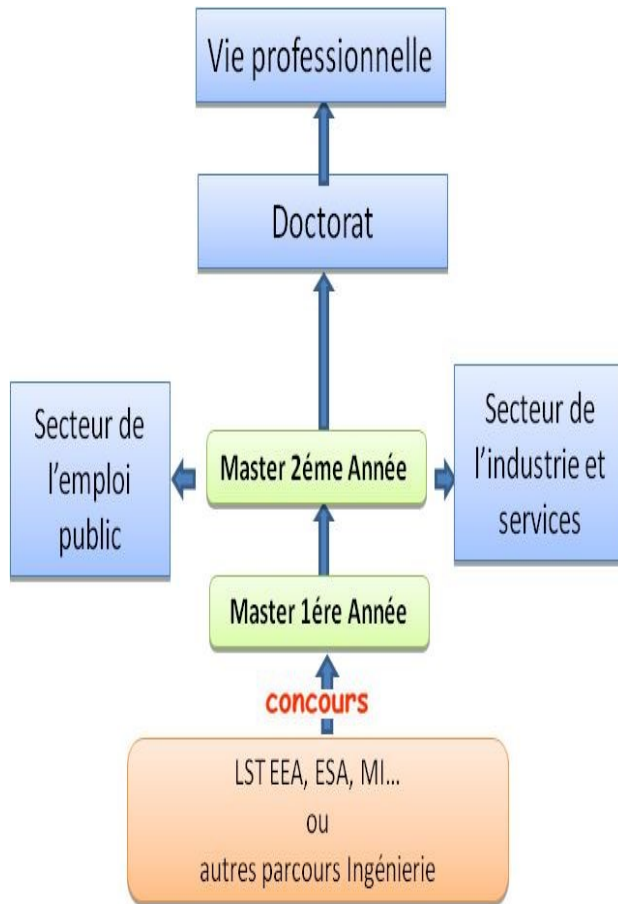 Vie professionnelle
Doctorat
Secteur de
l'emploi
public
Master 2éme Année
Secteur de
l'industrie et
services
Master 1ére Année
concours
LST EEA, ESA, MI...
ou
autres parcours Ingénierie